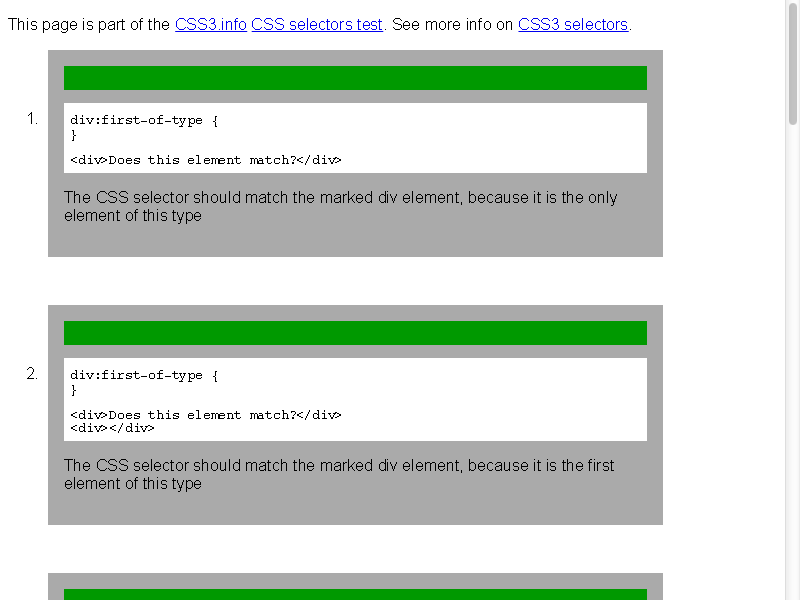 This page is part of the CSS3.info CSS selectors test. See more info on CSS3 selectors.
1.
div:first-of-type {
}
<div>Does this element match?</div>
The CSS selector should match the marked div element, because it is the only
element of this type
2.
div:first-of-type {
}
<div>Does this element match?</div>
<div></div>
The CSS selector should match the marked div element, because it is the first
element of this type